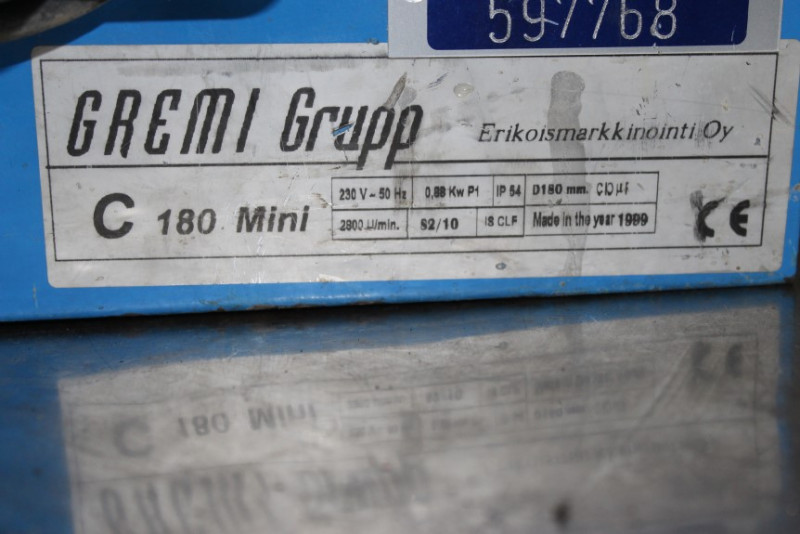 597768
GREMI Grupp Erikoismarkkinointi Oy
C 180 Mini
230 V ~ 50 Hz 0,88 Kw P1 IP 54 D180 mm.
2800 U/min. S2/10 IS CL F Made in the year 1999
CE